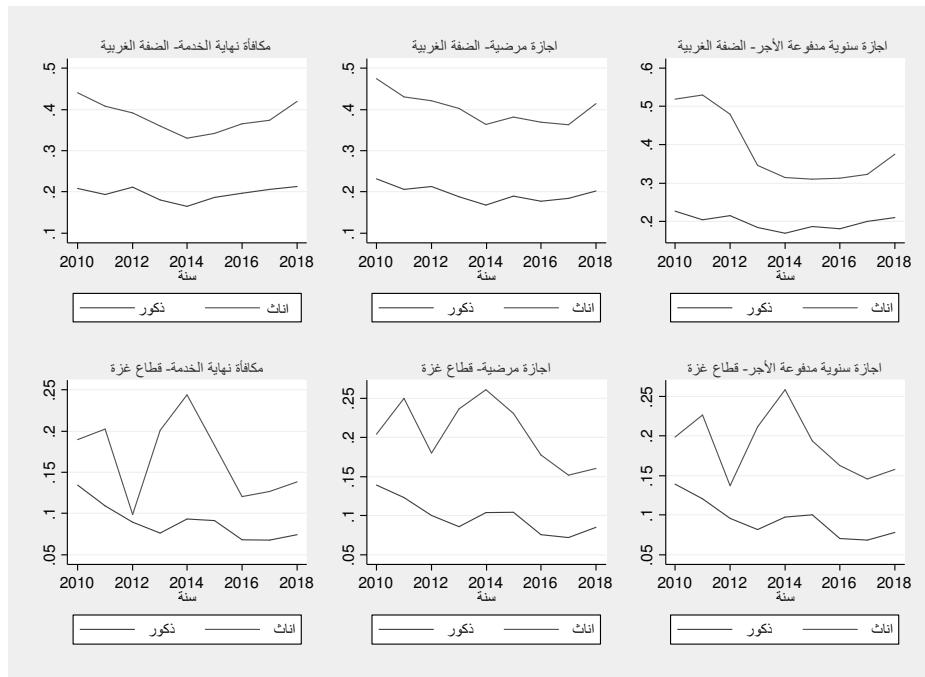 مكافأة نهاية الخدمة- الضفة الغربية
.5
.4
.3
.2
.1
2010 2012 2014 2016 2018
سنة
ذكور اناث
اجازة مرضية- الضفة الغربية
.5
.4
.3
.2
.1
2010 2012 2014 2016 2018
سنة
ذكور اناث
اجازة سنوية مدفوعة الأجر- الضفة الغربية
.6
.5
.4
.3
.2
2010 2012 2014 2016 2018
سنة
ذكور اناث
مكافأة نهاية الخدمة- قطاع غزة
.25
.2
.15
.1
.05
2010 2012 2014 2016 2018
سنة
ذكور اناث
اجازة مرضية- قطاع غزة
.25
.2
.15
.1
.05
2010 2012 2014 2016 2018
سنة
ذكور اناث
اجازة سنوية مدفوعة الأجر- قطاع غزة
.25
.2
.15
.1
.05
2010 2012 2014 2016 2018
سنة
ذكور اناث